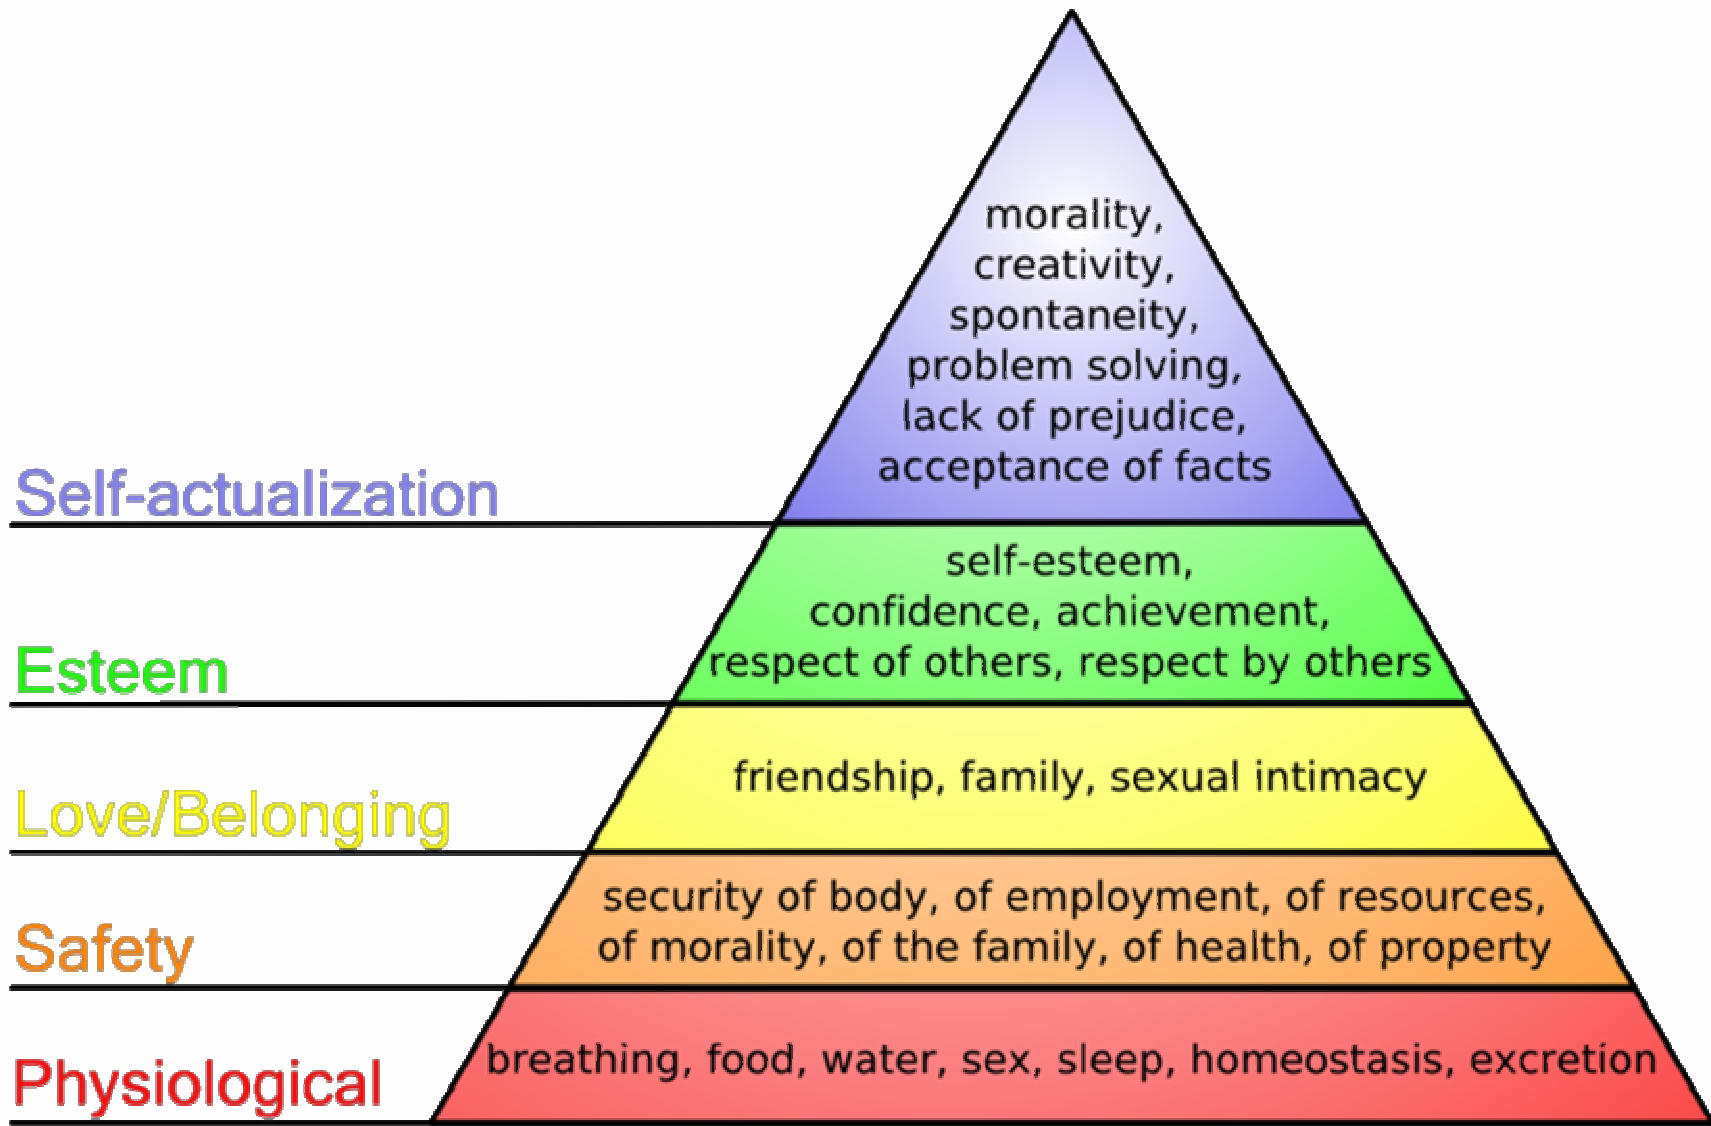 morality,
creativity,
spontaneity,
problem solving,
lack of prejudice,
acceptance of facts
Self-actualization
self-esteem,
confidence, achievement,
respect of others, respect by others
Esteem
friendship, family, sexual intimacy
Love/Belonging
security of body, of employment, of resources,
of morality, of the family, of health, of property
Safety
breathing, food, water, sex, sleep, homeostasis, excretion
Physiological